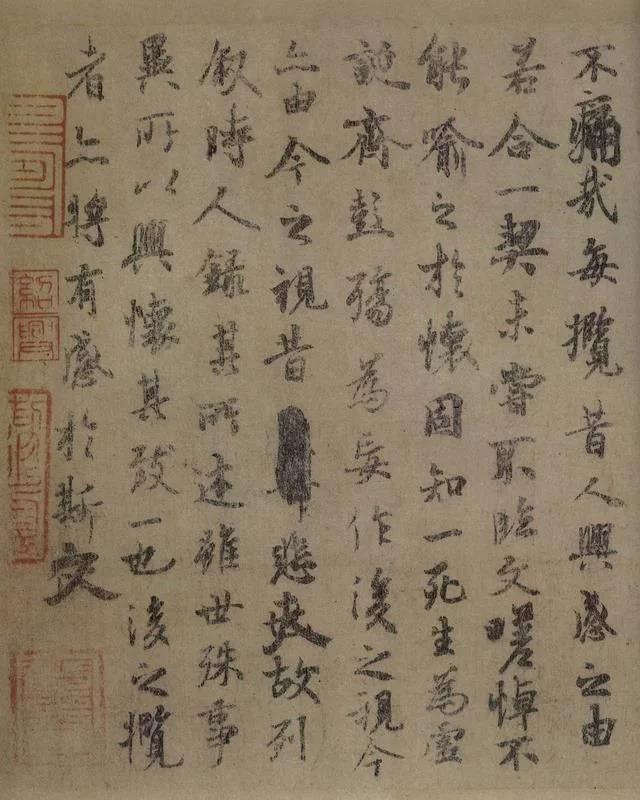 不痛哉每攬昔人興感之由
若合一契未嘗不臨文嗟悼不
能喻之於懷固知一死生為虛
誕齊彭殤為妄作後之視今
亦由今之視昔悲夫故列
敘時人錄其所述雖世殊事
異所以興懷其致一也後之攬
者亦將有感於斯文
紹興